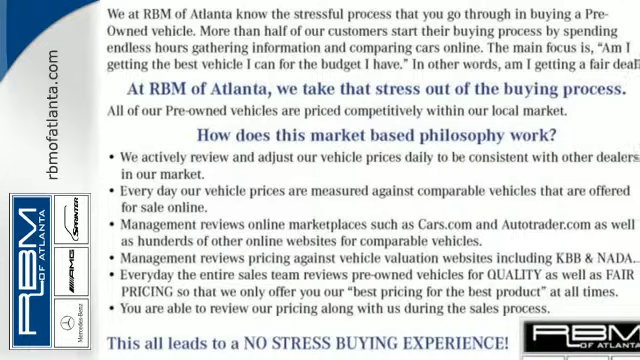 We at RBM of Atlanta know the stressful process that you go through in buying a Pre-
Owned vehicle. More than half of our customers start their buying process by spending
endless hours gathering information and comparing cars online. The main focus is, "Am I
getting the best vehicle I can for the budget I have." In other words, am I getting a fair deal
At RBM of Atlanta, we take that stress out of the buying process.
All of our Pre-owned vehicles are priced competitively within our local market.
How does this market based philosophy work?
• We actively review and adjust our vehicle prices daily to be consistent with other dealers
in our market.
• Every day our vehicle prices are measured against comparable vehicles that are offered
for sale online.
• Management reviews online marketplaces such as Cars.com and Autotrader.com as well
as hunderds of other online websites for comparable vehicles.
• Management reviews pricing against vehicle valuation websites including KBB & NADA..
• Everyday the entire sales team reviews pre-owned vehicles for QUALITY as well as FAIR
PRICING so that we only offer you our "best pricing for the best product" at all times.
• You are able to review our pricing along with us during the sales process.
This all leads to a NO STRESS BUYING EXPERIENCE!
rbmofatlanta.com
RBM
OF ATLANTA
SPRINTER
AMG
Mercedes-Benz
RBM
OF ATLANTA